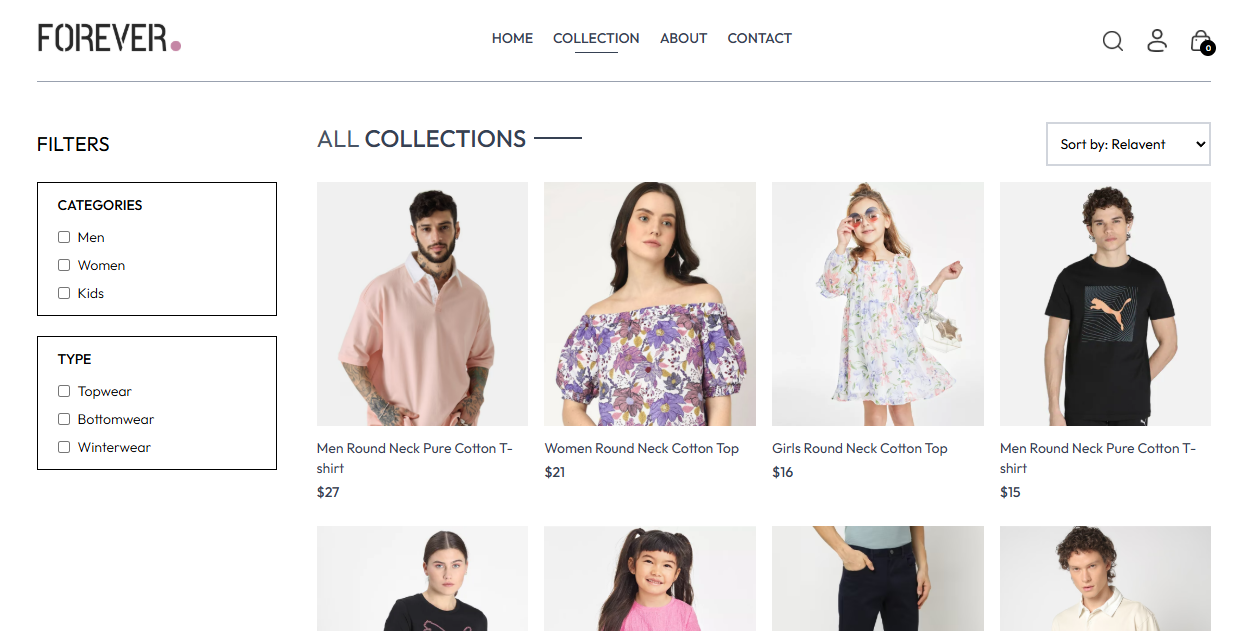 FOREVER.
HOME COLLECTION ABOUT CONTACT
0
FILTERS
ALL COLLECTIONS
Sort by: Relavent
CATEGORIES
Men
Women
Kids
TYPE
Topwear
Bottomwear
Winterwear
Men Round Neck Pure Cotton T-
shirt
$27
Women Round Neck Cotton Top
$21
Girls Round Neck Cotton Top
$16
Men Round Neck Pure Cotton T-
shirt
$15